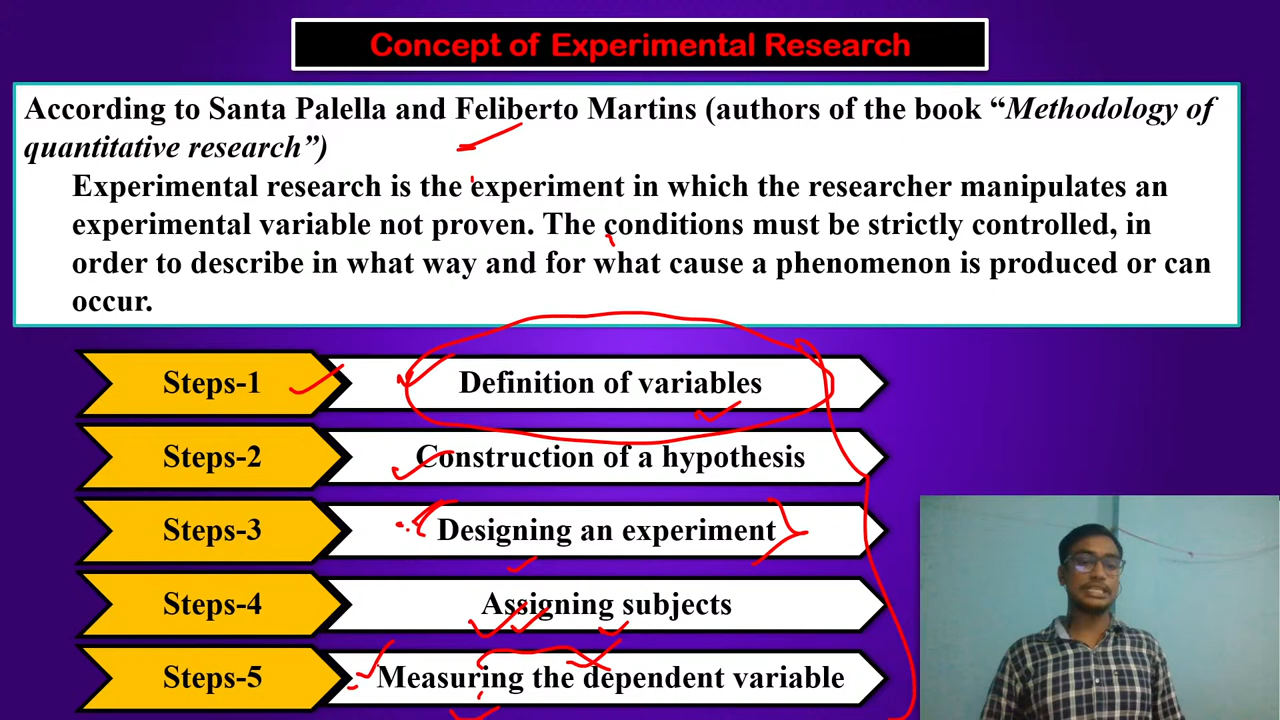 Concept of Experimental Research
According to Santa Palella and Feliberto Martins (authors of the book “Methodology of
quantitative research”)
Experimental research is the experiment in which the researcher manipulates an
experimental variable not proven. The conditions must be strictly controlled, in
order to describe in what way and for what cause a phenomenon is produced or can
occur.
Steps-1 Definition of variables
Steps-2 Construction of a hypothesis
Steps-3 Designing an experiment
Steps-4 Assigning subjects
Steps-5 Measuring the dependent variable